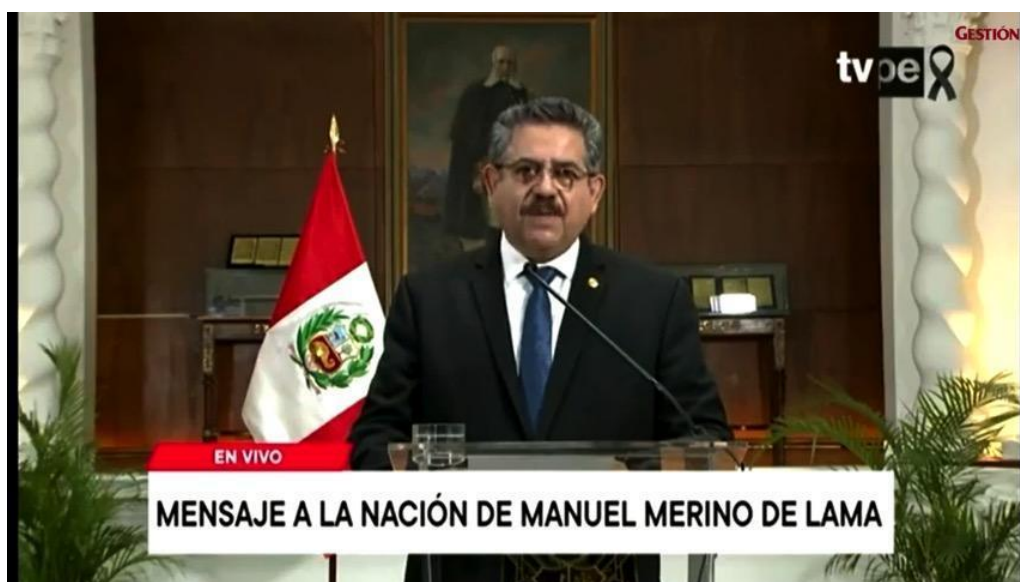 GESTIÓN
tvpe
EN VIVO
MENSAJE A LA NACIÓN DE MANUEL MERINO DE LAMA